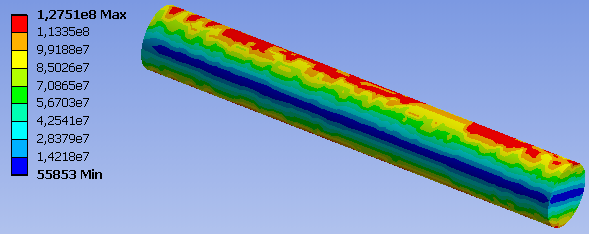 1,2751e8 Max
1,1335e8
9,9188e7
8,5026e7
7,0865e7
5,6703e7
4,2541e7
2,8379e7
1,4218e7
55853 Min